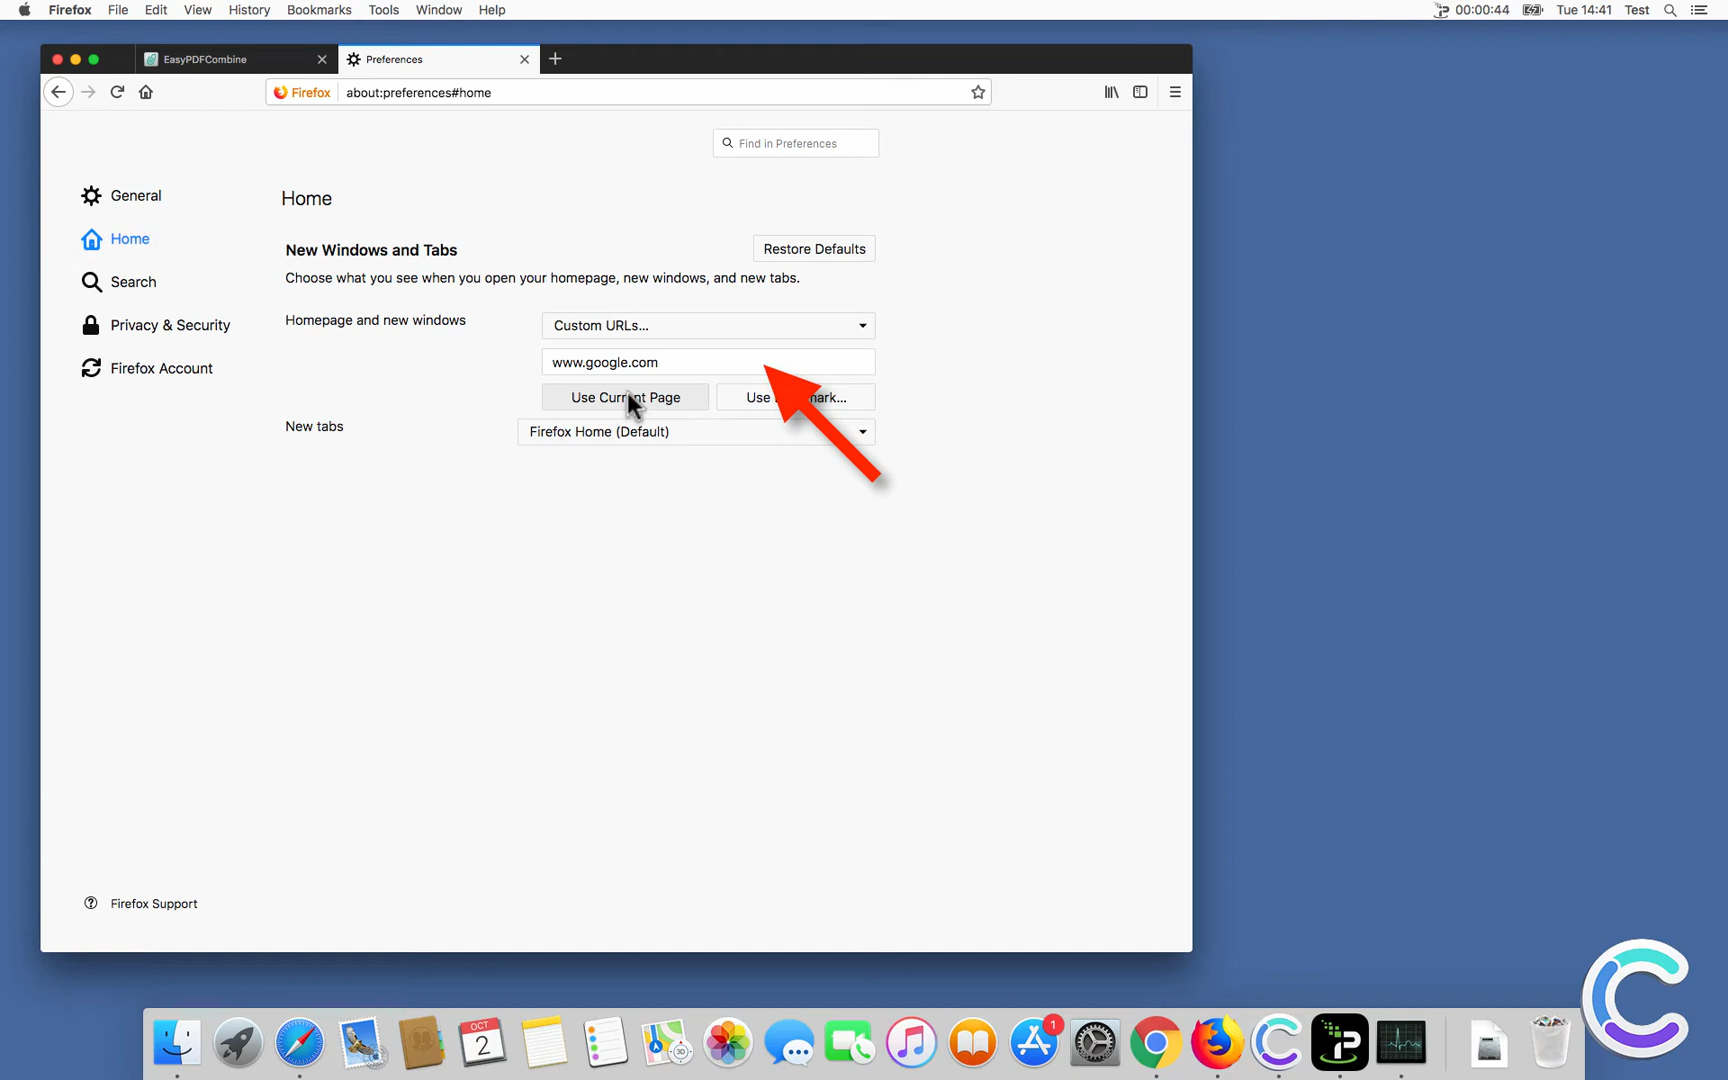 Firefox File Edit View History Bookmarks Tools Window Help 00:00:44 Tue 14:41 Test
EasyPDFCombine Preferences
Firefox about:preferences#home
Find in Preferences
General
Home
Search
Privacy & Security
Firefox Account
Home
New Windows and Tabs Restore Defaults
Choose what you see when you open your homepage, new windows, and new tabs.
Homepage and new windows Custom URLs...
www.google.com
Use Current Page Use
New tabs Firefox Home (Default)
Firefox Support
OCT
2
3D
1